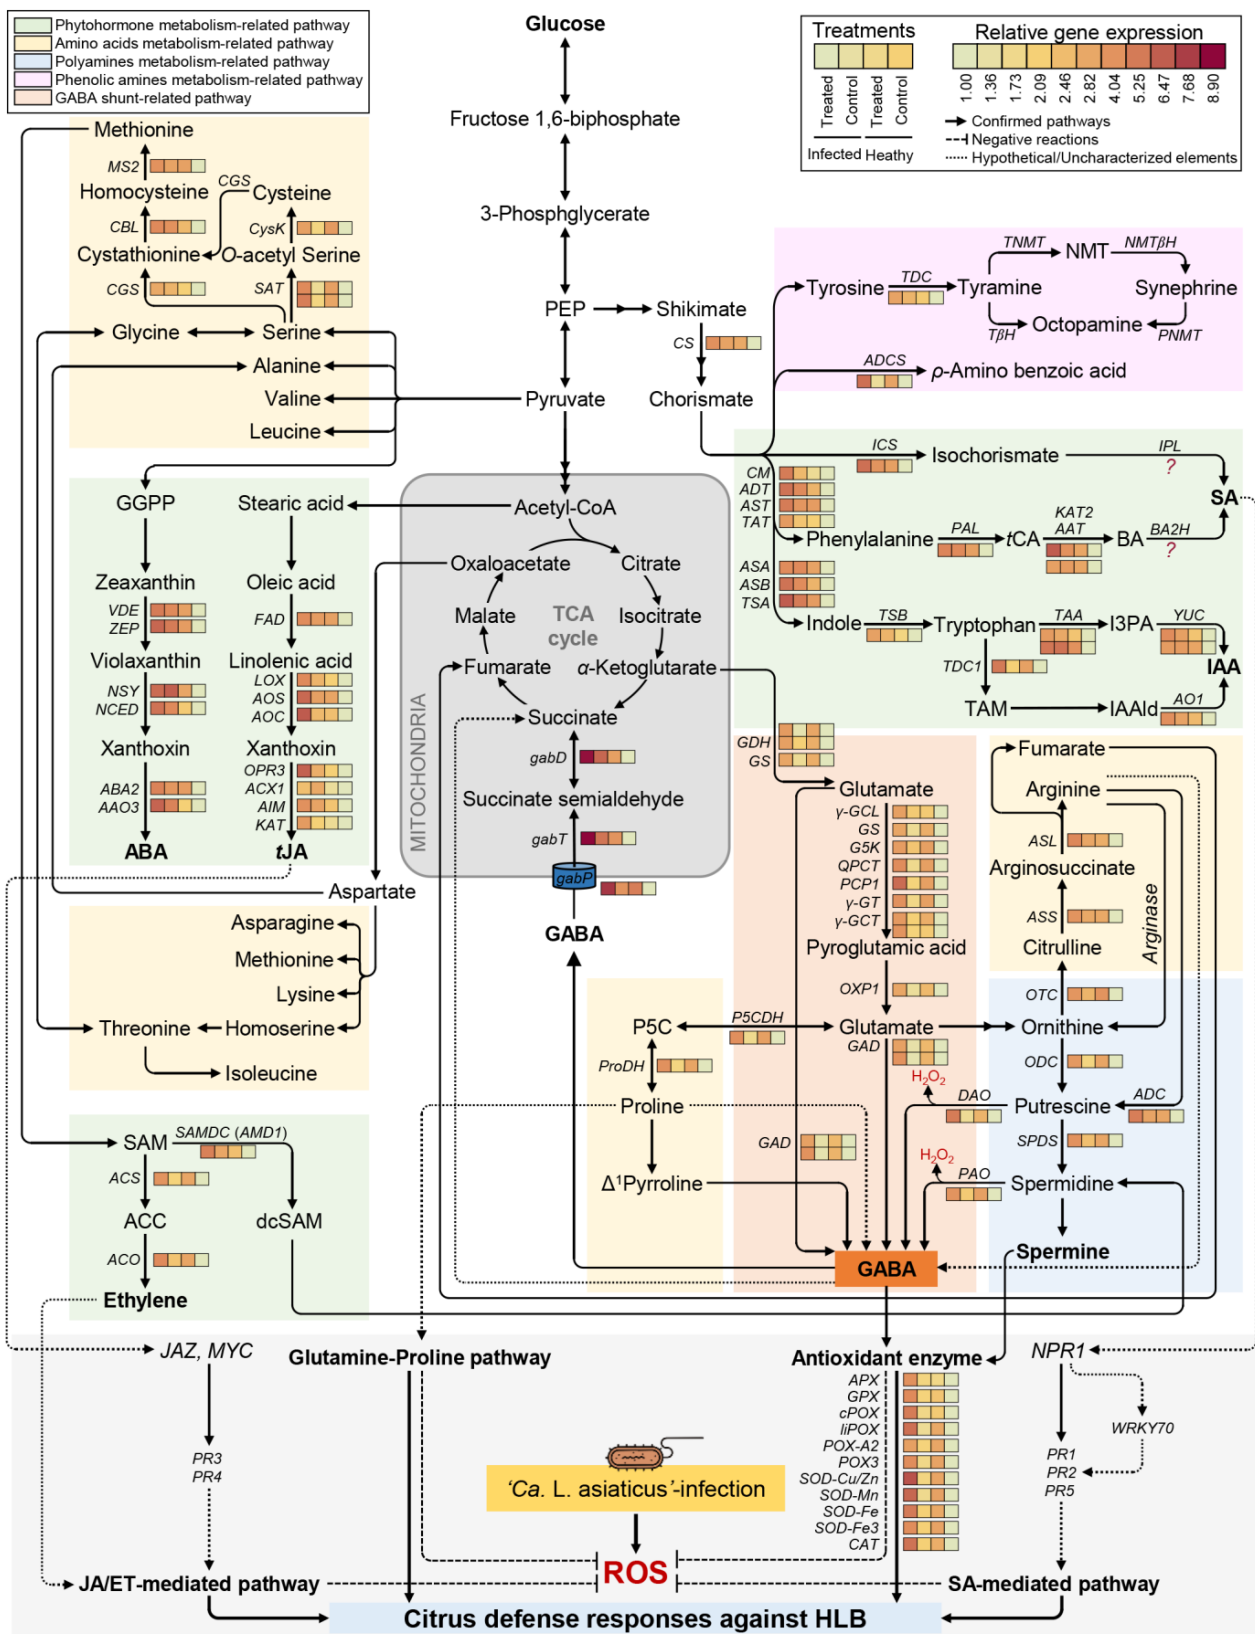 Phytohormone metabolism-related pathway
Amino acids metabolism-related pathway
Polyamines metabolism-related pathway
Phenolic amines metabolism-related pathway
GABA shunt-related pathway
Glucose
Fructose 1,6-biphosphate
3-Phosphglycerate
PEP
Shikimate
CS
Chorismate
Pyruvate
Treatments
Treated
Control
Treated
Control
Infected
Heathy
Relative gene expression
1.00
1.36
1.73
2.09
2.46
2.82
4.04
5.25
6.47
7.68
8.90
Confirmed pathways
Negative reactions
Hypothetical/Uncharacterized elements
Methionine
MS2
Homocysteine
CGS
Cysteine
CBL
CysK
Cystathionine
O-acetyl Serine
CGS
SAT
Glycine
Serine
Alanine
Valine
Leucine
Tyrosine
TDC
Tyramine
TNMT
NMT
NMTβH
Synephrine
TβH
Octopamine
PNMT
ADCS
ρ-Amino benzoic acid
ICS
Isochorismate
IPL
?
SA
CM
ADT
AST
TAT
Phenylalanine
PAL
tCA
KAT2
AAT
BA
BA2H
?
ASA
ASB
TSA
Indole
TSB
Tryptophan
TAA
I3PA
YUC
IAA
TDC1
TAM
IAAld
AO1
GGPP
Stearic acid
Zeaxanthin
Oleic acid
VDE
ZEP
FAD
Violaxanthin
Linolenic acid
NSY
NCED
LOX
AOS
AOC
Xanthoxin
Xanthoxin
ABA2
AAO3
OPR3
ACX1
AIM
KAT
ABA
tJA
MITOCHONDRIA
Acetyl-CoA
Oxaloacetate
Citrate
Malate
TCA
cycle
Isocitrate
Fumarate
α-Ketoglutarate
Succinate
gabD
Succinate semialdehyde
gabT
gabP
GABA
Aspartate
Asparagine
Methionine
Lysine
Threonine
Homoserine
Isoleucine
GDH
GS
Glutamate
γ-GCL
GS
G5K
QPCT
PCP1
γ-GT
γ-GCT
Pyroglutamic acid
OXP1
Glutamate
GAD
Fumarate
Arginine
ASL
Arginosuccinate
ASS
Citrulline
Arginase
OTC
Ornithine
ODC
Putrescine
ADC
SPDS
Spermidine
Spermine
H2O2
DAO
H2O2
PAO
P5C
P5CDH
ProDH
Proline
Δ1Pyrroline
GAD
GABA
SAM
SAMDC (AMD1)
ACS
ACC
dcSAM
ACO
Ethylene
JAZ, MYC
Glutamine-Proline pathway
Antioxidant enzyme
NPR1
APX
GPX
cPOX
liPOX
POX-A2
POX3
SOD-Cu/Zn
SOD-Mn
SOD-Fe
SOD-Fe3
CAT
PR3
PR4
WRKY70
PR1
PR2
PR5
‘Ca. L. asiaticus’-infection
ROS
JA/ET-mediated pathway
SA-mediated pathway
Citrus defense responses against HLB